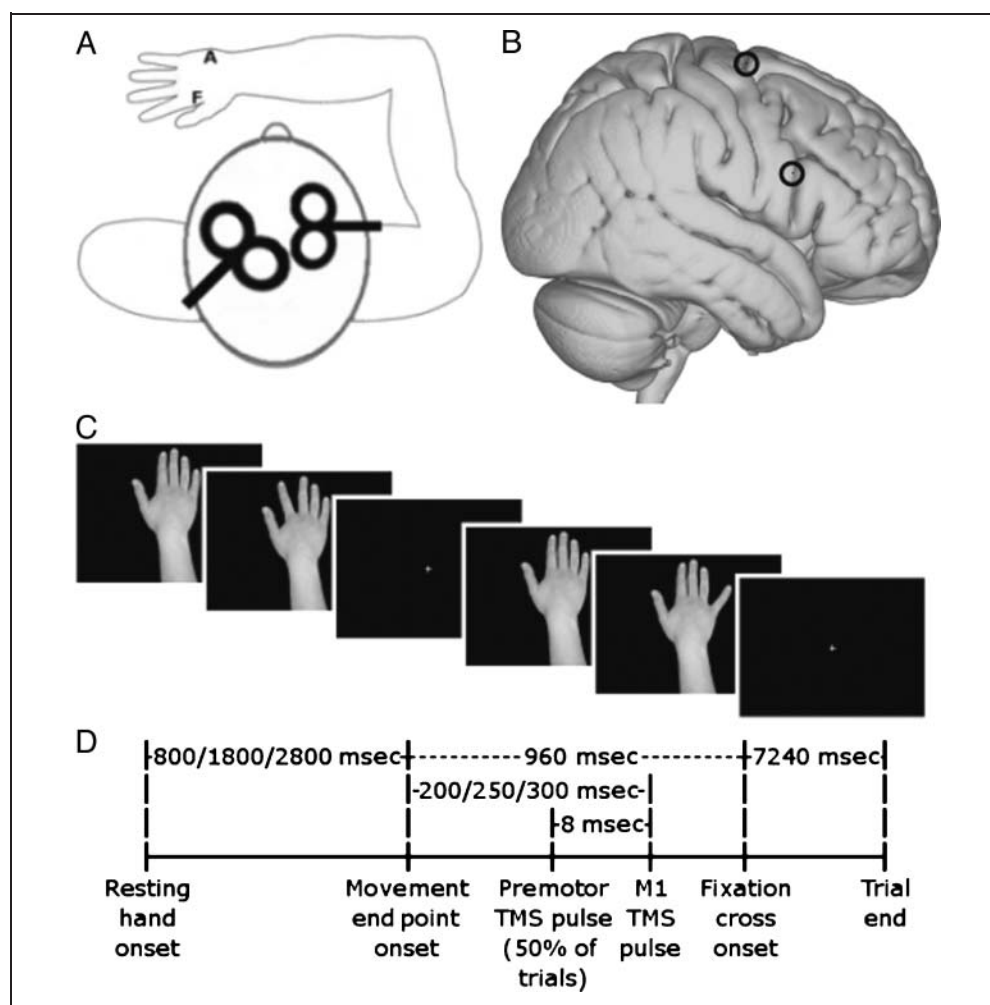 A
B
A
F
C
D
800/1800/2800 msec
960 msec
7240 msec
200/250/300 msec
8 msec
Resting
hand
onset
Movement
end point
onset
Premotor
TMS pulse
(50% of
trials)
M1
TMS
pulse
Fixation
cross
onset
Trial
end